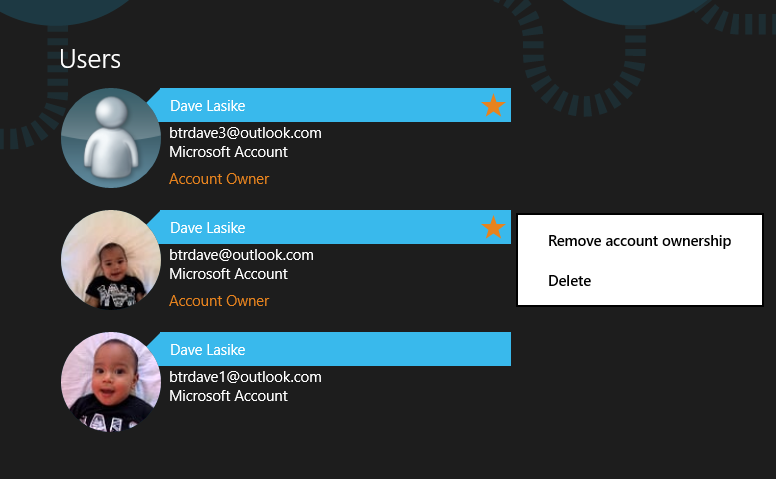 Users
Dave Lasike
btrdave3@outlook.com
Microsoft Account
Account Owner
Dave Lasike
btrdave@outlook.com
Microsoft Account
Account Owner
Remove account ownership
Delete
Dave Lasike
btrdave1@outlook.com
Microsoft Account